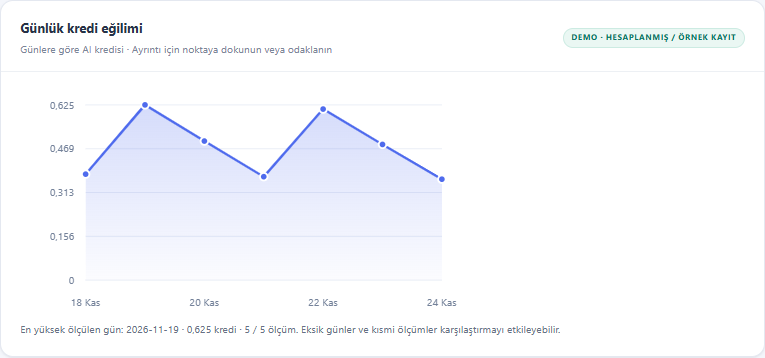 Günlük kredi eğilimi
Günlere göre AI kredisi · Ayrıntı için noktaya dokunun veya odaklanın
DEMO · HESAPLANMIŞ / ÖRNEK KAYIT
0,625
0,469
0,313
0,156
0
18 Kas 20 Kas 22 Kas 24 Kas
En yüksek ölçülen gün: 2026-11-19 · 0,625 kredi · 5 / 5 ölçüm. Eksik günler ve kısmi ölçümler karşılaştırmayı etkileyebilir.